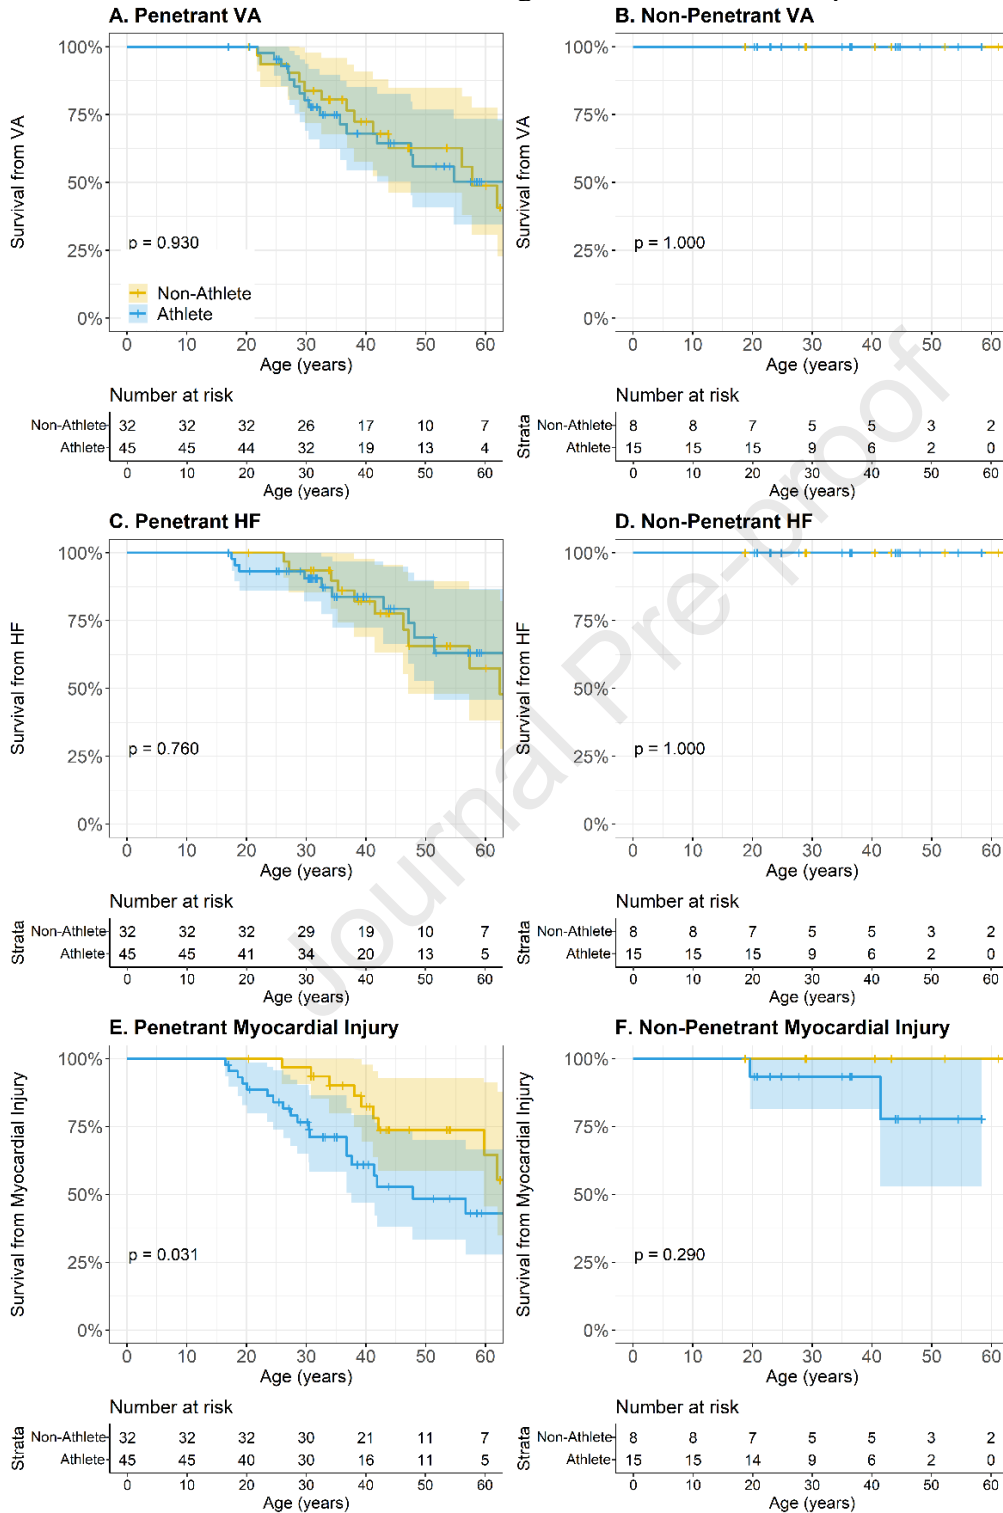 A. Penetrant VA
B. Non-Penetrant VA
Survival from VA
100%
75%
50%
25%
0%
p = 0.930
Non-Athlete
Athlete
0 10 20 30 40 50 60
Age (years)
Survival from VA
100%
75%
50%
25%
0%
p = 1.000
0 10 20 30 40 50 60
Age (years)
Number at risk
Non-Athlete 32 32 32 26 17 10 7
Athlete 45 45 44 32 19 13 4
0 10 20 30 40 50 60
Age (years)
Number at risk
Strata
Non-Athlete 8 8 7 5 5 3 2
Athlete 15 15 15 9 6 2 0
0 10 20 30 40 50 60
Age (years)
C. Penetrant HF
D. Non-Penetrant HF
Survival from HF
100%
75%
50%
25%
0%
p = 0.760
0 10 20 30 40 50 60
Age (years)
Survival from HF
100%
75%
50%
25%
0%
p = 1.000
0 10 20 30 40 50 60
Age (years)
Number at risk
Strata
Non-Athlete 32 32 32 29 19 10 7
Athlete 45 45 41 34 20 13 5
0 10 20 30 40 50 60
Age (years)
Number at risk
Strata
Non-Athlete 8 8 7 5 5 3 2
Athlete 15 15 15 9 6 2 0
0 10 20 30 40 50 60
Age (years)
E. Penetrant Myocardial Injury
F. Non-Penetrant Myocardial Injury
Survival from Myocardial Injury
100%
75%
50%
25%
0%
p = 0.031
0 10 20 30 40 50 60
Age (years)
Survival from Myocardial Injury
100%
75%
50%
25%
0%
p = 0.290
0 10 20 30 40 50 60
Age (years)
Number at risk
Strata
Non-Athlete 32 32 32 30 21 11 7
Athlete 45 45 40 30 16 11 5
0 10 20 30 40 50 60
Age (years)
Number at risk
Strata
Non-Athlete 8 8 7 5 5 3 2
Athlete 15 15 14 9 6 2 0
0 10 20 30 40 50 60
Age (years)
Journal Pre-proof